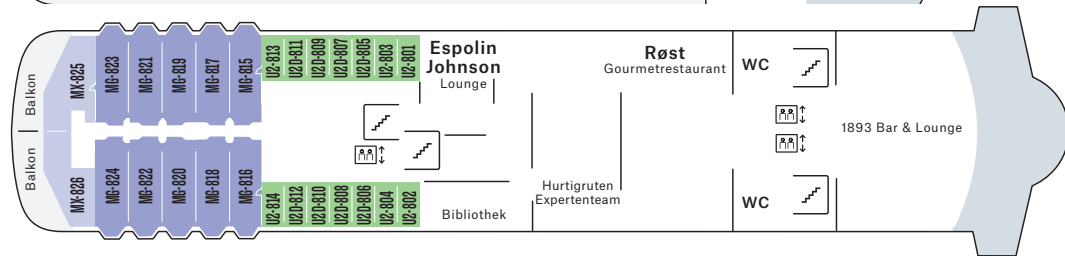 Balkon
Balkon
MX-825
MG-823
MG-821
MG-819
MG-817
MG-815
U2-813
U2D-811
U2D-809
U2D-807
U2D-805
U2-803
U2-801
Espolin
Johnson
Lounge
Røst
Gourmetrestaurant
WC
1893 Bar & Lounge
MX-826
MG-824
MG-822
MG-820
MG-818
MG-816
U2-814
U2D-812
U2D-810
U2D-808
U2D-806
U2-804
U2-802
Bibliothek
Hurtigruten
Expertenteam
WC